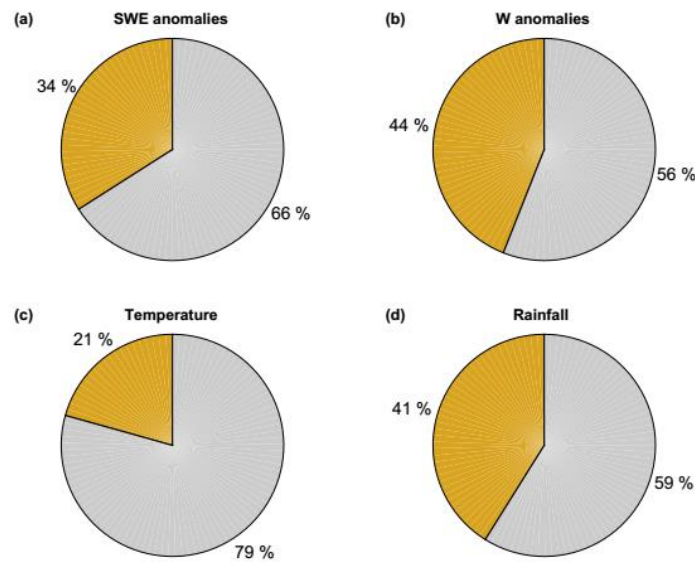 (a) SWE anomalies
34 %
66 %
(b) W anomalies
44 %
56 %
(c) Temperature
21 %
79 %
(d) Rainfall
41 %
59 %